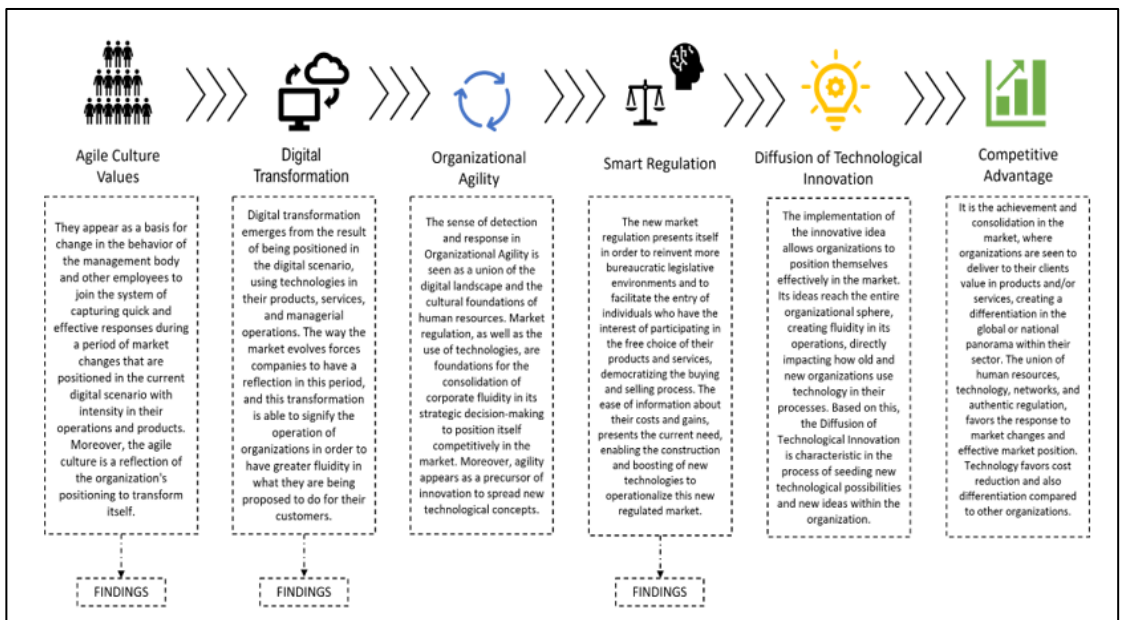 Agile Culture
Values
They appear as a basis for
change in the behavior of
the management body
and other employees to
join the system of
capturing quick and
effective responses during
a period of market
changes that are
positioned in the current
digital scenario with
intensity in their
operations and products.
Moreover, the agile
culture is a reflection of
the organization's
positioning to transform
itself.
FINDINGS
Digital
Transformation
Digital transformation
emerges from the result
of being positioned in
the digital scenario,
using technologies in
their products, services,
and managerial
operations. The way the
market evolves forces
companies to have a
reflection in this period,
and this transformation
is able to signify the
operation of
organizations in order to
have greater fluidity in
what they are being
proposed to do for their
customers.
FINDINGS
Organizational
Agility
The sense of detection
and response in
Organizational Agility is
seen as a union of the
digital landscape and the
cultural foundations of
human resources. Market
regulation, as well as the
use of technologies, are
foundations for the
consolidation of
corporate fluidity in its
strategic decision-making
to position itself
competitively in the
market. Moreover, agility
appears as a precursor of
innovation to spread new
technological concepts.
Smart Regulation
The new market
regulation presents itself
in order to reinvent more
bureaucratic legislative
environments and to
facilitate the entry of
individuals who have the
interest of participating in
the free choice of their
products and services,
democratizing the buying
and selling process. The
ease of information about
their costs and gains,
presents the current need,
enabling the construction
and boosting of new
technologies to
operationalize this new
regulated market.
FINDINGS
Diffusion of Technological
Innovation
The implementation of
the innovative idea
allows organizations to
position themselves
effectively in the market.
Its ideas reach the entire
organizational sphere,
creating fluidity in its
operations, directly
impacting how old and
new organizations use
technology in their
processes. Based on this,
the Diffusion of
Technological Innovation
is characteristic in the
process of seeding new
technological possibilities
and new ideas within the
organization.
Competitive
Advantage
It is the achievement and
consolidation in the
market, where
organizations are seen to
deliver to their clients
value in products and/or
services, creating a
differentiation in the
global or national
panorama within their
sector. The union of
human resources,
technology, networks, and
authentic regulation,
favors the response to
market changes and
effective market position.
Technology favors cost
reduction and also
differentiation compared
to other organizations.